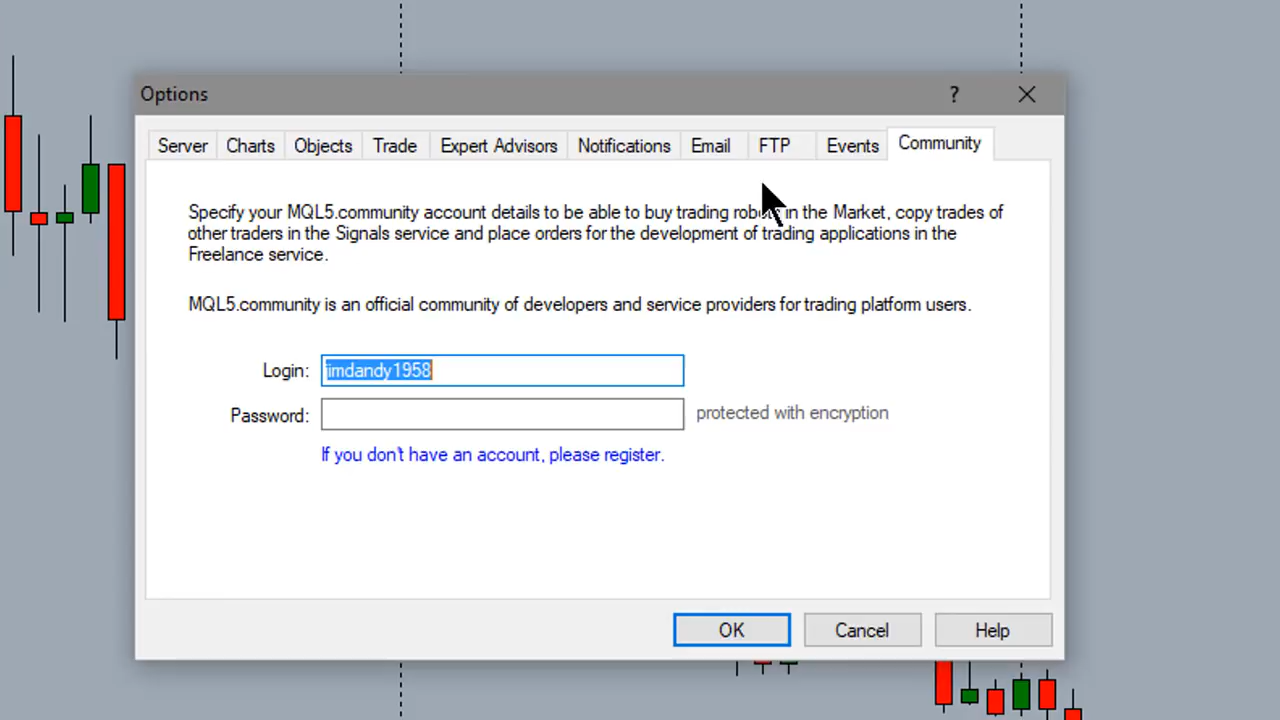 Options
?
Server Charts Objects Trade Expert Advisors Notifications Email FTP Events Community
Specify your MQL5.community account details to be able to buy trading in the Market, copy trades of
other traders in the Signals service and place orders for the development of trading applications in the
Freelance service.
MQL5.community is an official community of developers and service providers for trading platform users.
Login: jimdandy1958
Password: protected with encryption
If you don't have an account, please register.
OK Cancel Help